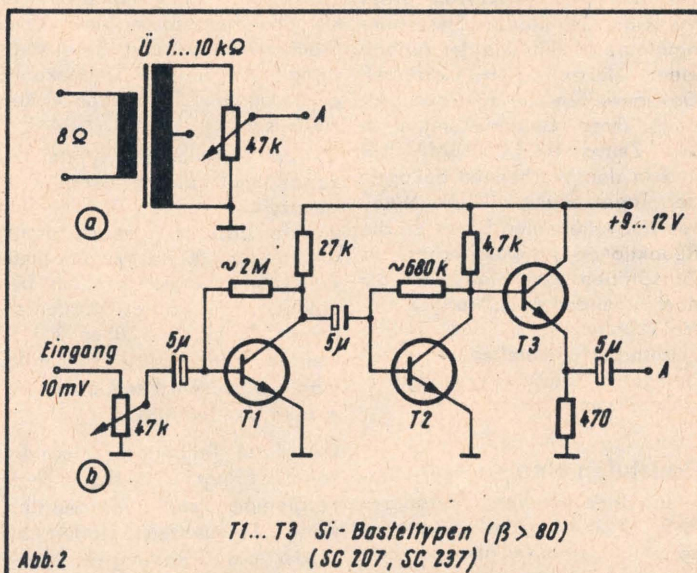 Ü 1...10 kΩ
8 Ω
47k
A
a
+9...12 V
27k
4,7k
~2M
~680k
T3
5µ
5µ
5µ
A
Eingang
10 mV
47k
T1
T2
470
b
T1...T3 Si-Basteltypen (β > 80)
(SC 207, SC 237)
Abb.2